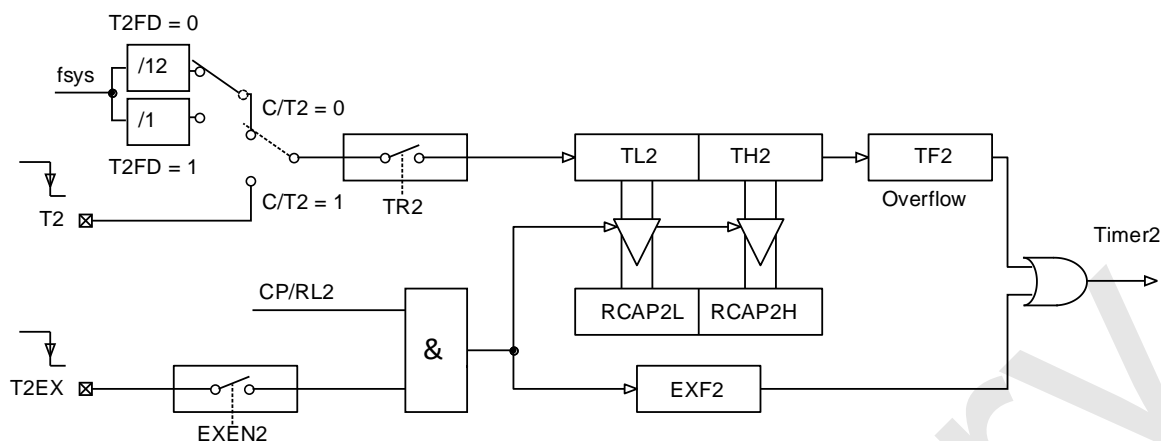 T2FD = 0
/12
fsys
C/T2 = 0
/1
T2FD = 1
TL2
TH2
TF2
T2
C/T2 = 1
TR2
Overflow
Timer2
CP/RL2
RCAP2L
RCAP2H
&
T2EX
EXF2
EXEN2